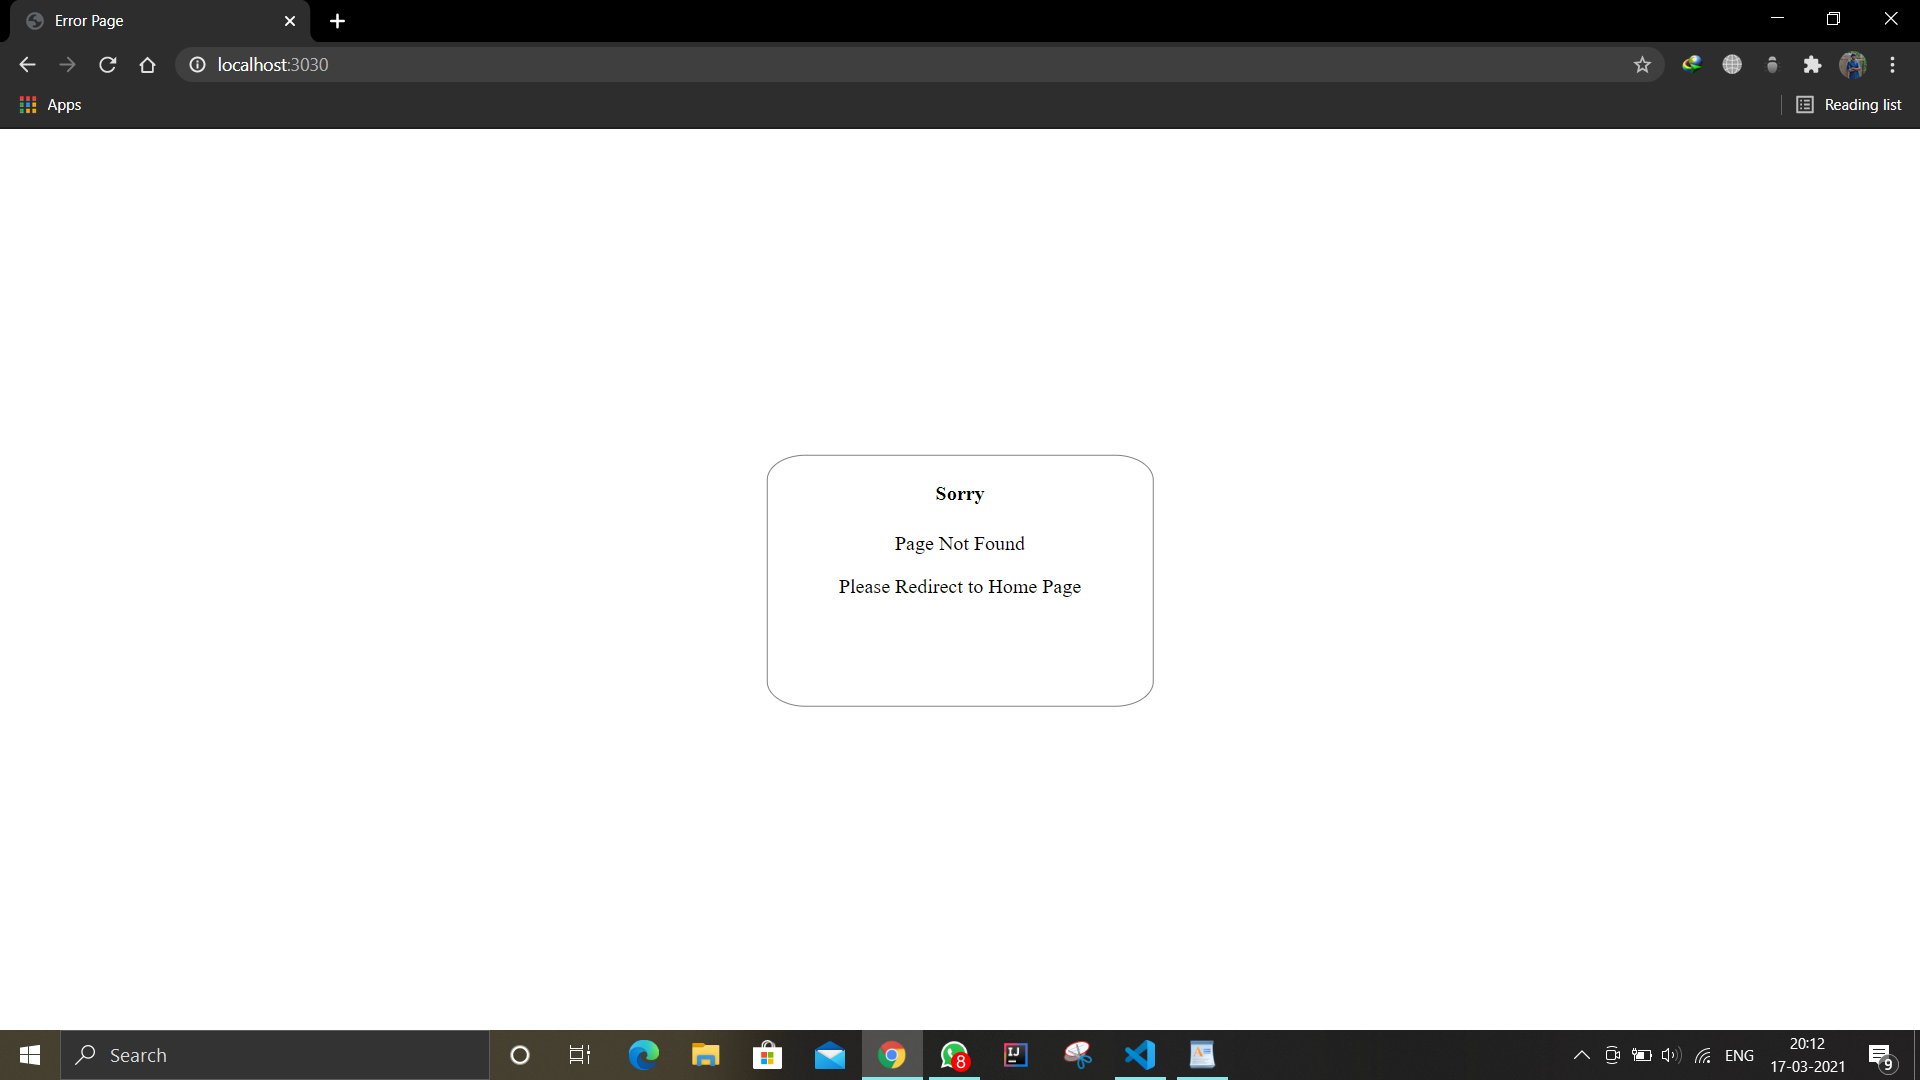 Error Page
localhost:3030
Apps
Reading list
Sorry
Page Not Found
Please Redirect to Home Page
Search
8
IJ
ENG
20:12
17-03-2021
9